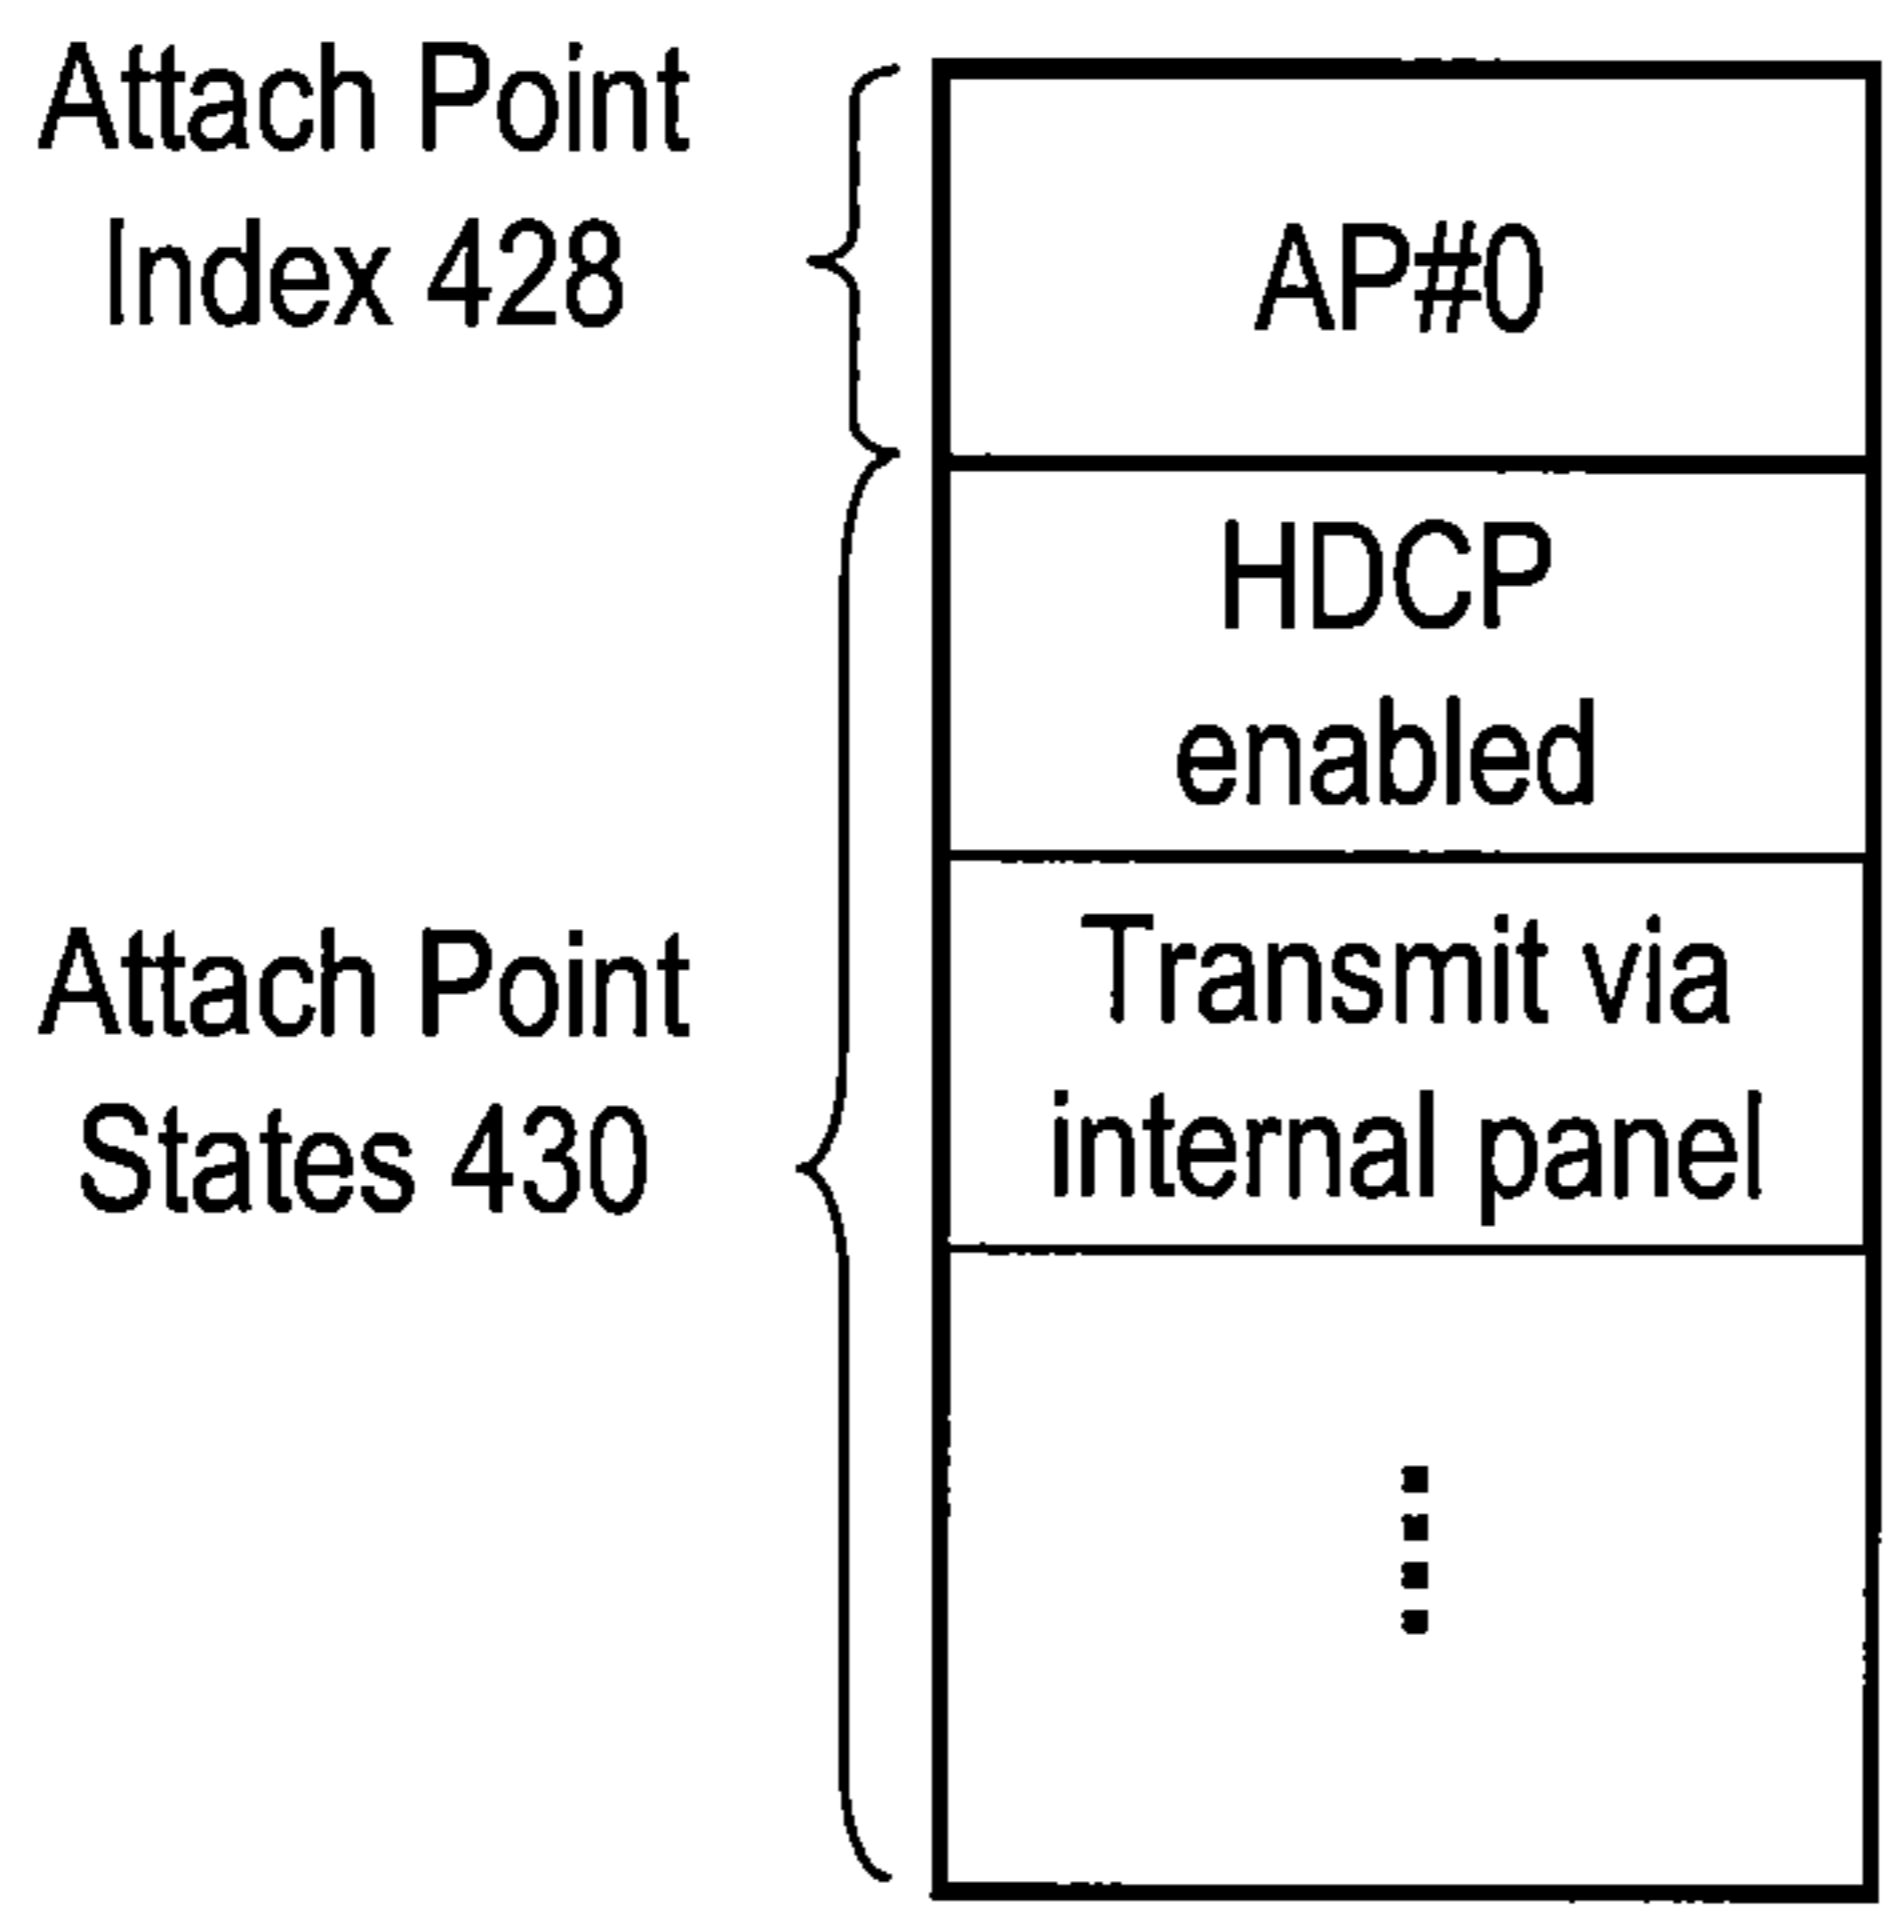 Attach Point
Index 428
AP#0
HDCP
enabled
Attach Point
States 430
Transmit via
internal panel